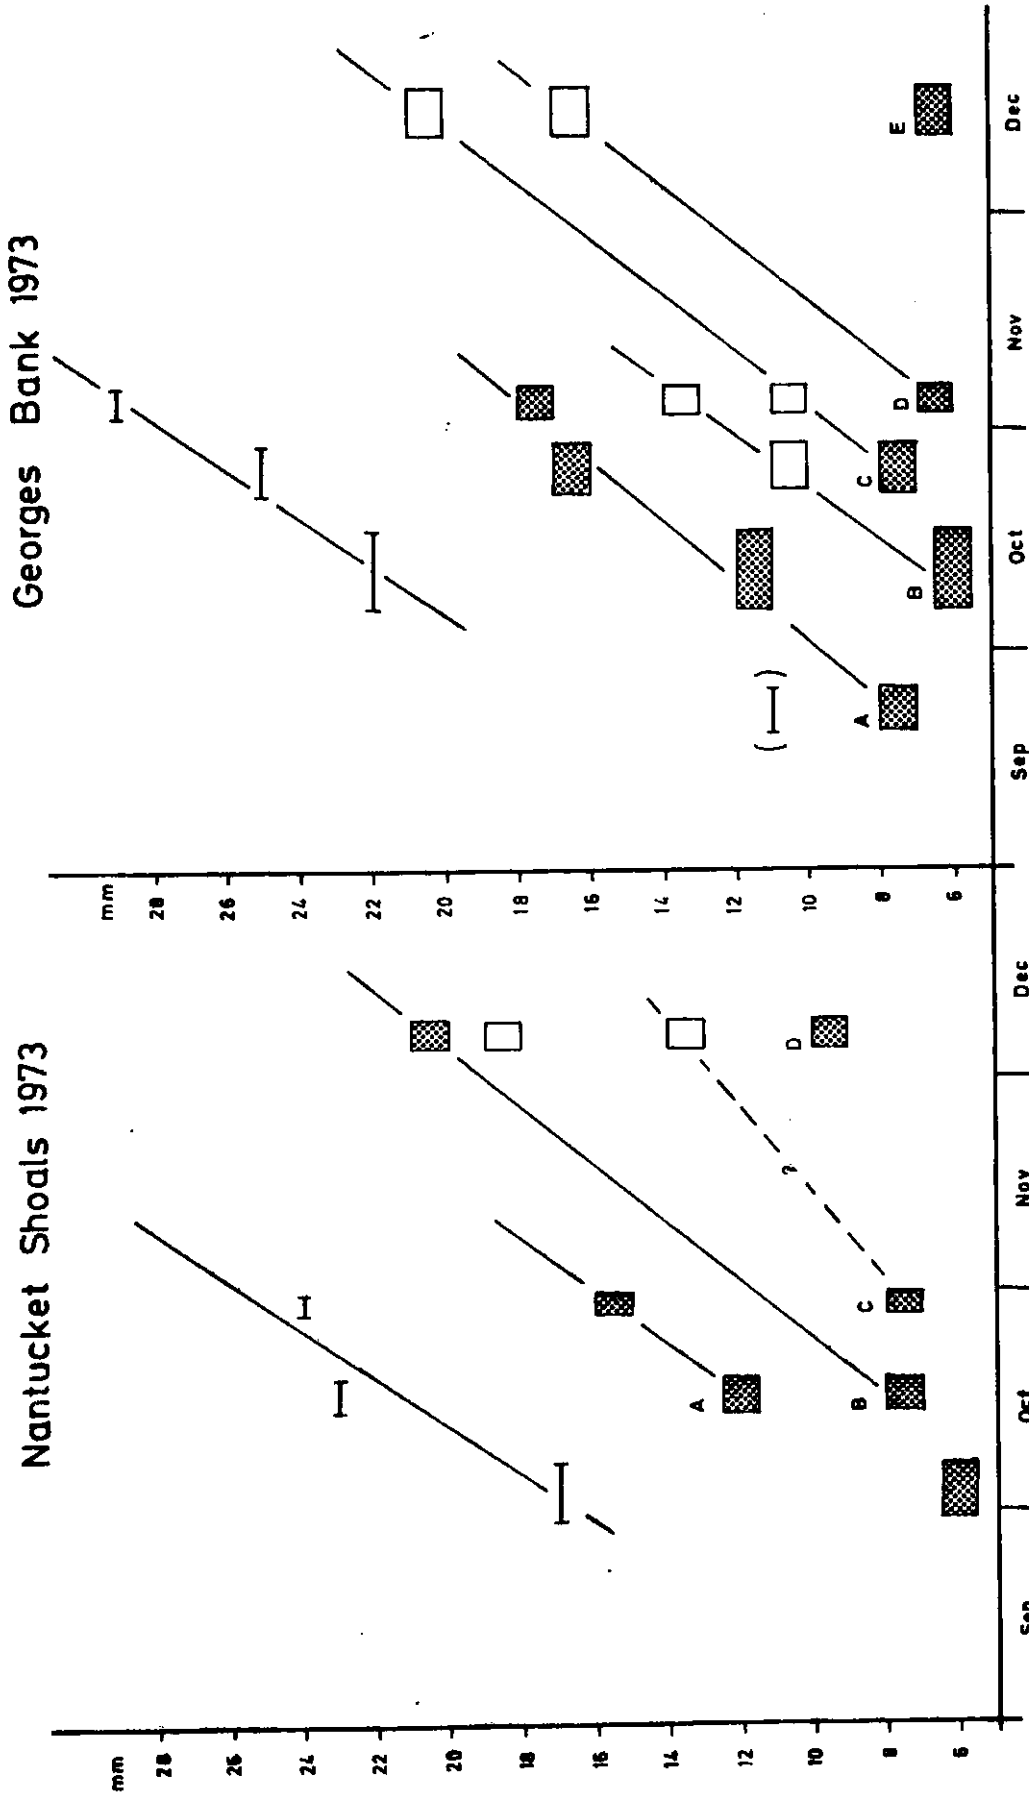 Nantucket Shoals 1973
mm
28
26
24
22
20
18
16
14
12
10
8
6
A
B
C
D
?
Sep
Oct
Nov
Dec
Georges Bank 1973
mm
28
26
24
22
20
18
16
14
12
10
8
6
( )
A
B
C
D
E
Sep
Oct
Nov
Dec